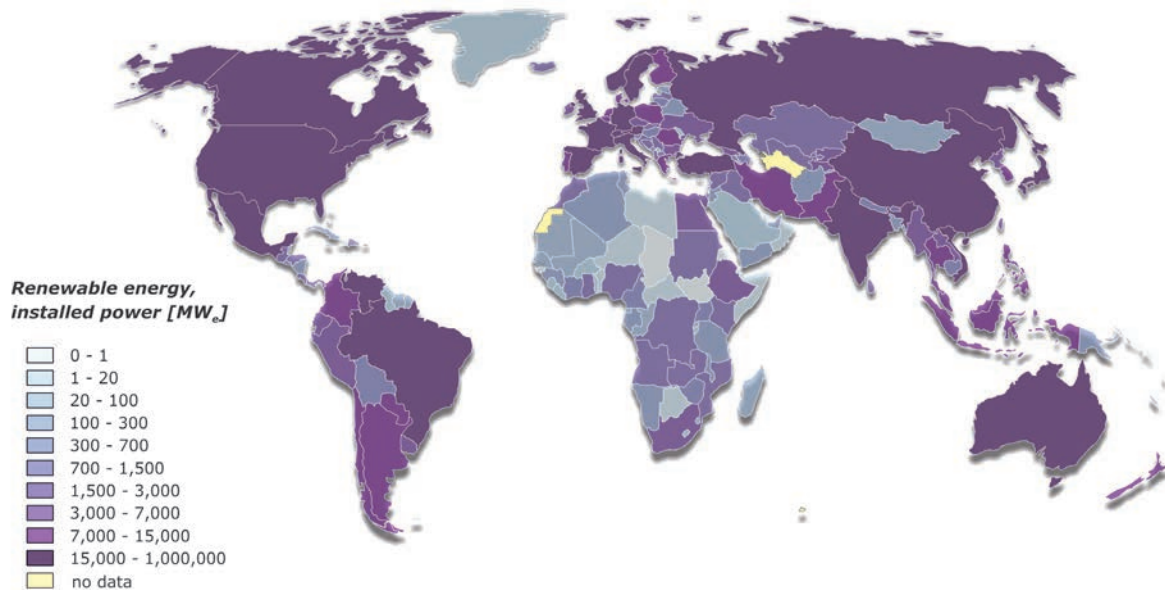 Renewable energy,
installed power [MWₑ]
0 - 1
1 - 20
20 - 100
100 - 300
300 - 700
700 - 1,500
1,500 - 3,000
3,000 - 7,000
7,000 - 15,000
15,000 - 1,000,000
no data